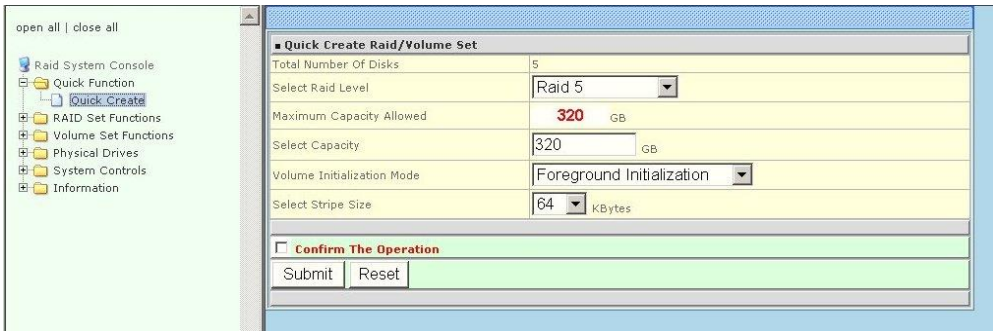 open all | close all
Raid System Console
Quick Function
Quick Create
RAID Set Functions
Volume Set Functions
Physical Drives
System Controls
Information
Quick Create Raid/Volume Set
Total Number Of Disks 5
Select Raid Level Raid 5
Maximum Capacity Allowed 320 GB
Select Capacity 320 GB
Volume Initialization Mode Foreground Initialization
Select Stripe Size 64 KBytes
Confirm The Operation
Submit Reset